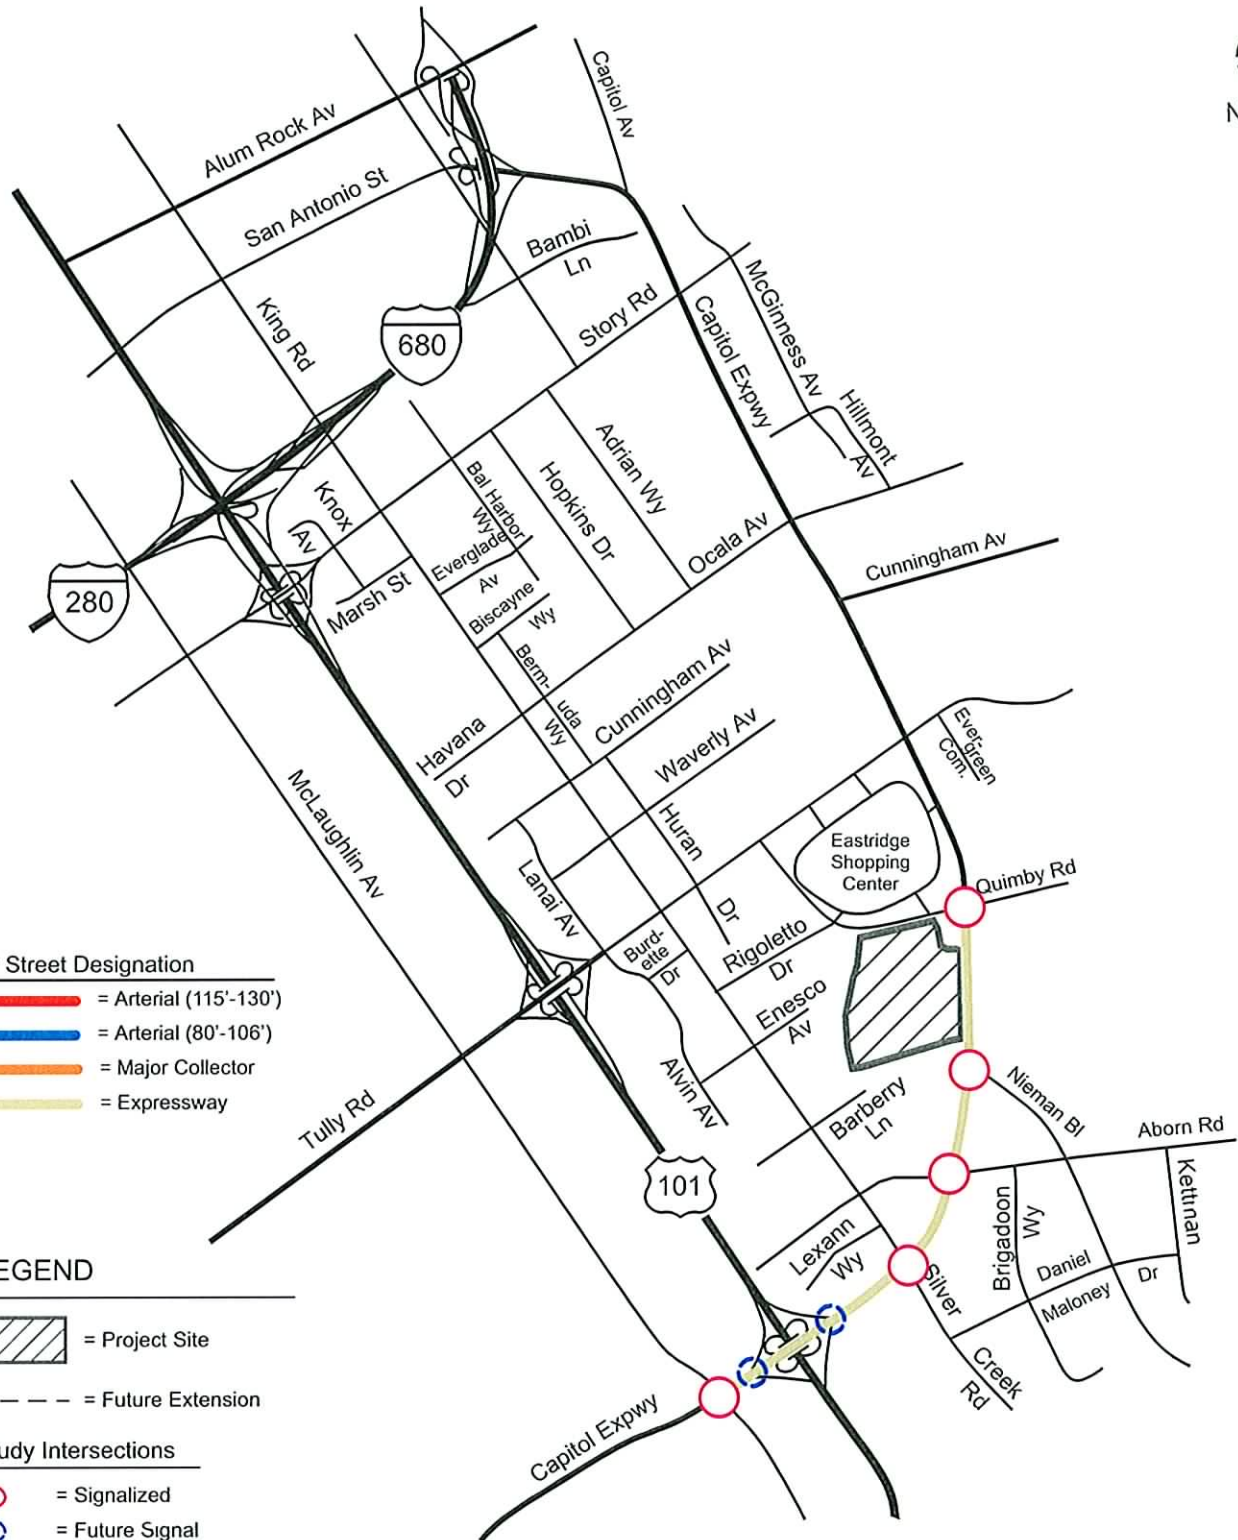 N
Capitol Av
Alum Rock Av
San Antonio St
Bambi
Ln
King Rd
680
Story Rd
McGinness Av
Capitol Expwy
Hillmont
Av
Adrian Wy
Hopkins Dr
Bal Harbor
Wy
Knox
Av
Everglade
Av
Ocala Av
Cunningham Av
280
Marsh St
Biscayne
Wy
Berm-
uda
Wy
Cunningham Av
Havana
Dr
Waverly Av
Ever-
green
Com.
McLaughlin Av
Huran
Dr
Eastridge
Shopping
Center
Quimby Rd
Lanai Av
Burd-
ette
Dr
Rigoletto
Dr
Enesco
Av
Street Designation
= Arterial (115'-130')
= Arterial (80'-106')
= Major Collector
= Expressway
Alvin Av
Barberry
Ln
Nieman Bl
Tully Rd
Aborn Rd
101
Kettman
Brigadoon
Wy
Lexann
Wy
Silver
Creek
Rd
Daniel
Maloney
Dr
EGEND
= Project Site
= Future Extension
Capitol Expwy
udy Intersections
= Signalized
= Future Signal